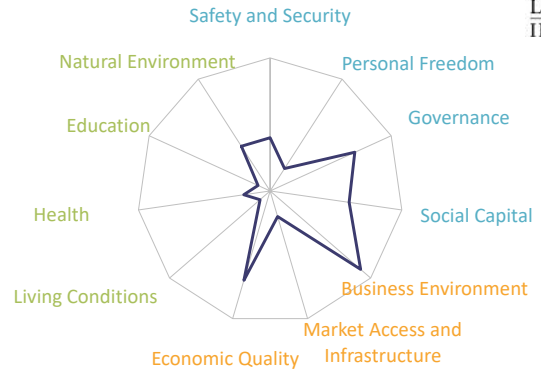 Safety and Security
Natural Environment
Personal Freedom
Education
Governance
Health
Social Capital
Living Conditions
Business Environment
Market Access and
Infrastructure
Economic Quality